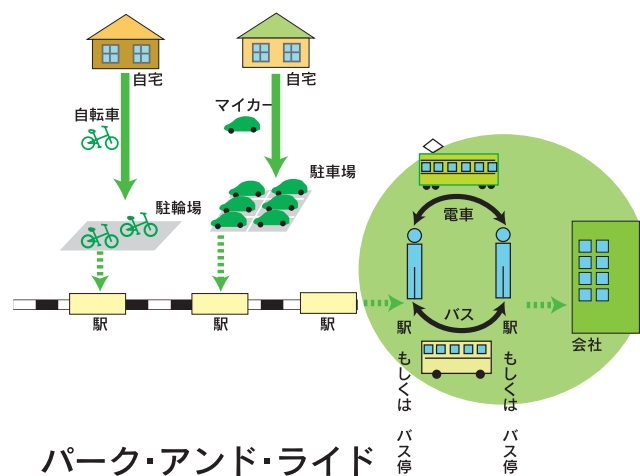 自宅
自宅
自転車
マイカー
駐輪場
駐車場
電車
バス
駅
駅
駅
駅 もしくは バス停
駅 もしくは バス停
会社
パーク・アンド・ライド